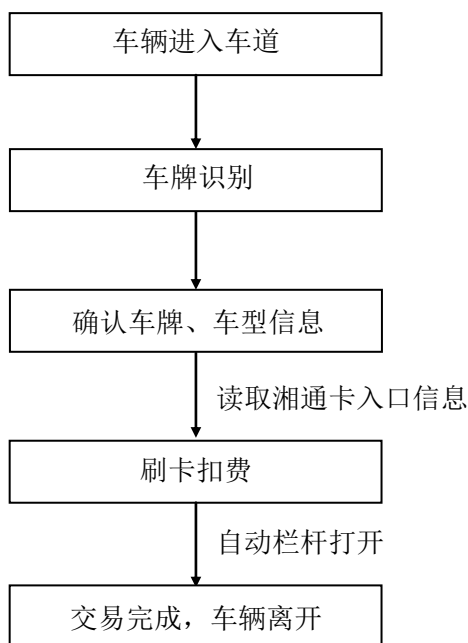 车辆进入车道
车牌识别
确认车牌、车型信息
读取湘通卡入口信息
刷卡扣费
自动栏杆打开
交易完成，车辆离开